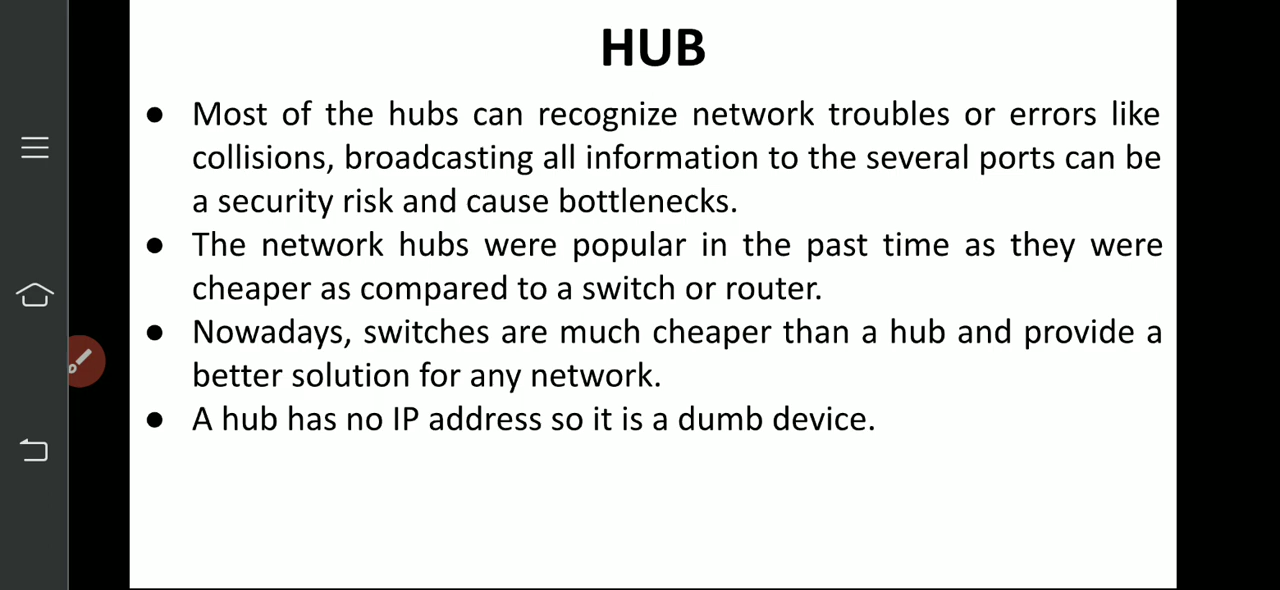 HUB
● Most of the hubs can recognize network troubles or errors like
collisions, broadcasting all information to the several ports can be
a security risk and cause bottlenecks.
● The network hubs were popular in the past time as they were
cheaper as compared to a switch or router.
● Nowadays, switches are much cheaper than a hub and provide a
better solution for any network.
● A hub has no IP address so it is a dumb device.